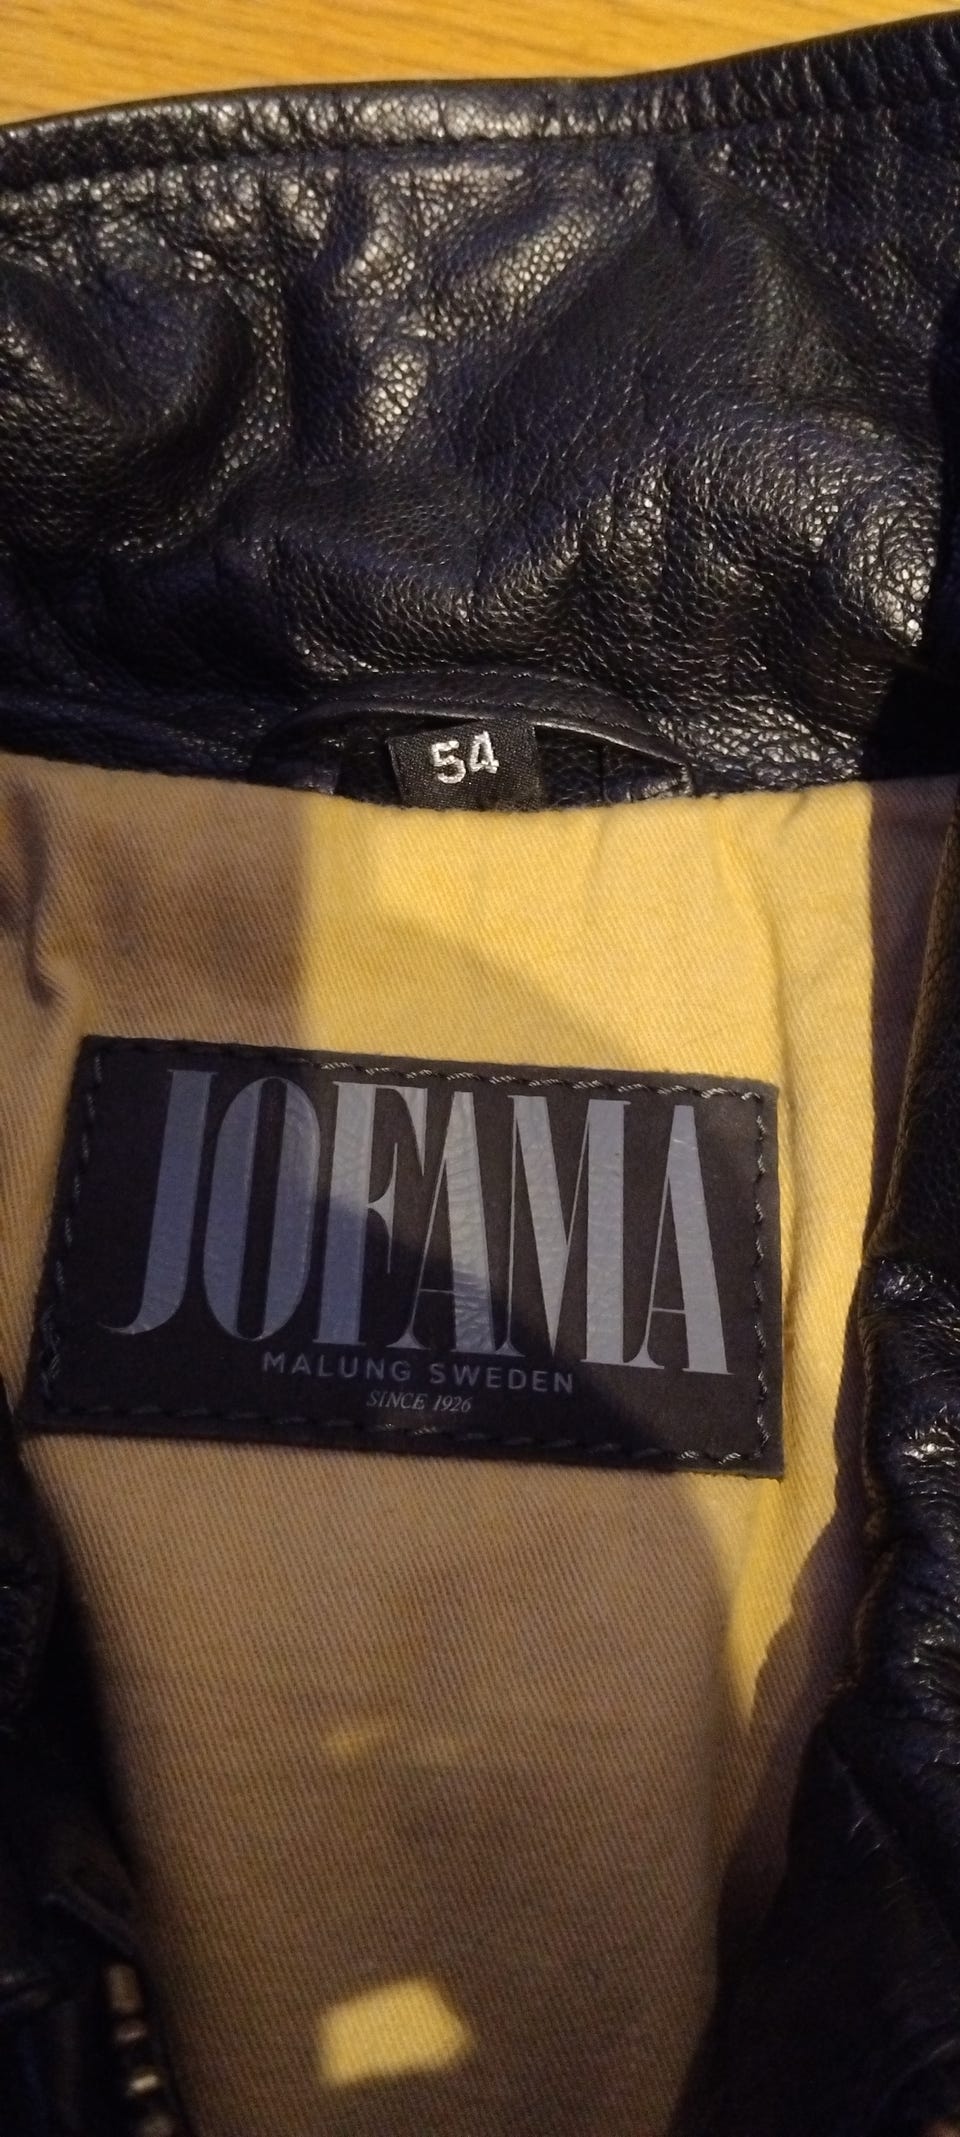 54
JOFAMA
MALUNG SWEDEN
SINCE 1926